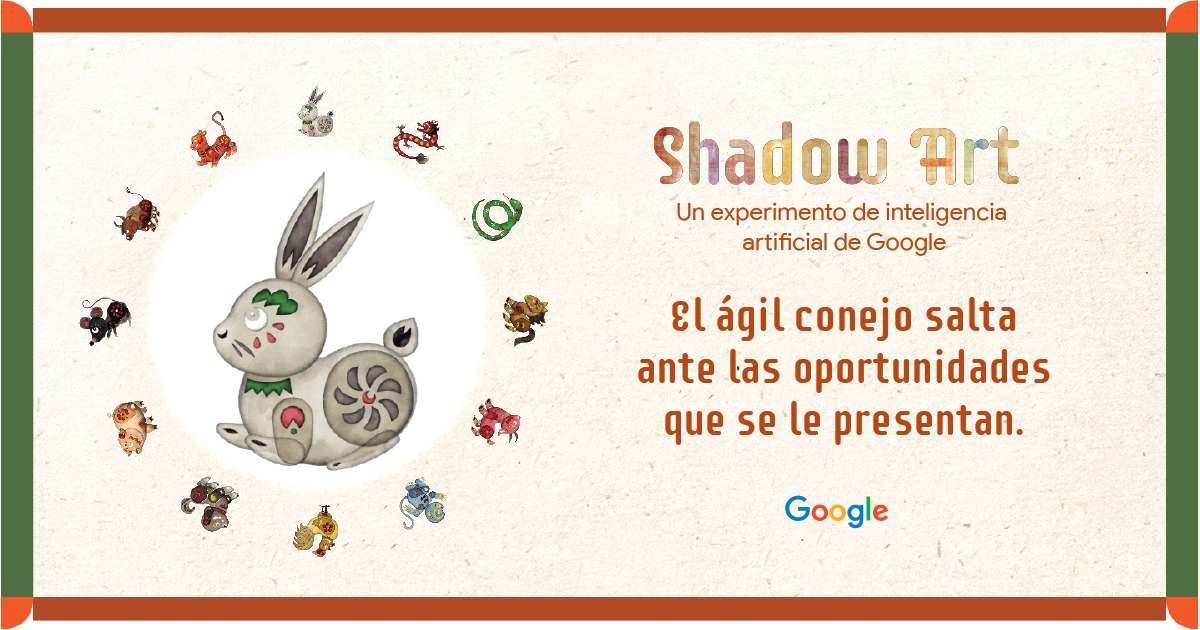 Shadow Art
Un experimento de inteligencia
artificial de Google
El ágil conejo salta
ante las oportunidades
que se le presentan.
Google